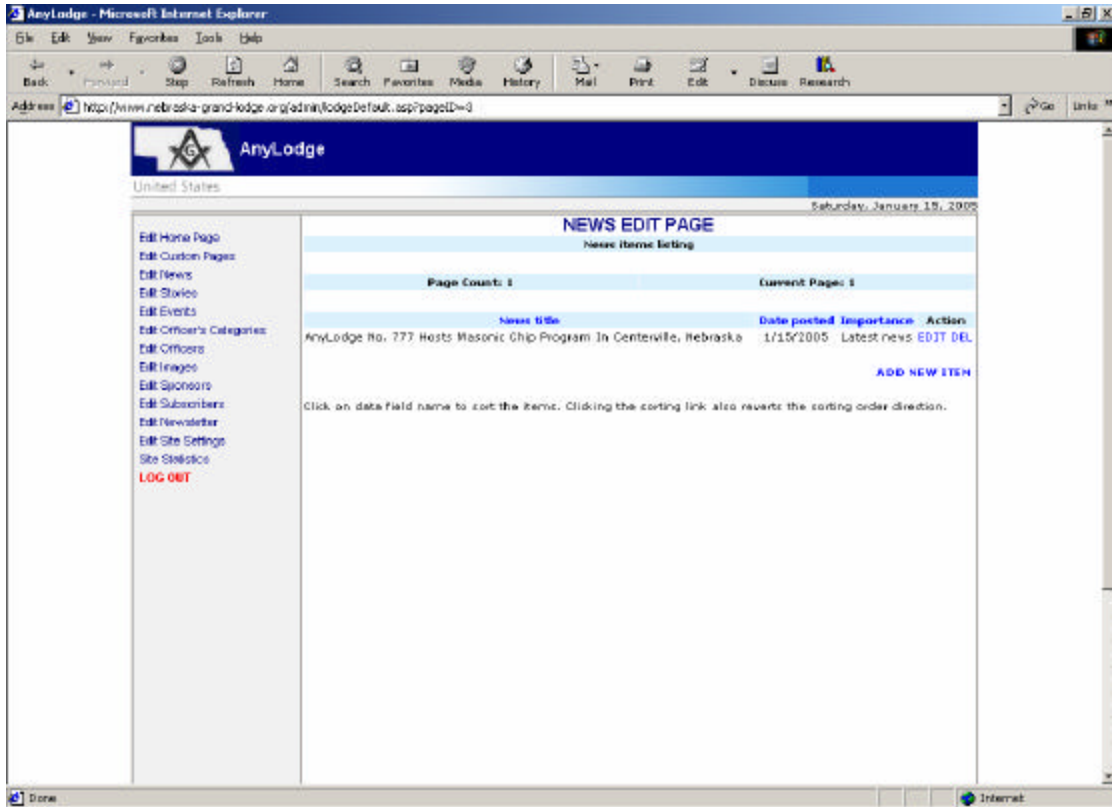 AnyLodge - Microsoft Internet Explorer
File Edit View Favorites Tools Help
Back Forward Stop Refresh Home Search Favorites Media History Mail Print Edit Discuss Research
Address http://www.nebraska-grand-lodge.org/admin/lodgeDefault.asp?pageID=3 Go Links »
G
AnyLodge
United States
Saturday, January 15, 2005
Edit Home Page
Edit Custom Pages
Edit News
Edit Stories
Edit Events
Edit Officer's Categories
Edit Officers
Edit Images
Edit Sponsors
Edit Subscribers
Edit Newsletter
Edit Site Settings
Site Statistics
LOG OUT
NEWS EDIT PAGE
News items listing
Page Count: 1 Current Page: 1
News title Date posted Importance Action
AnyLodge No. 777 Hosts Masonic Chip Program In Centerville, Nebraska 1/15/2005 Latest news EDIT DEL
ADD NEW ITEM
Click on data field name to sort the items. Clicking the sorting link also reverts the sorting order direction.
Done Internet